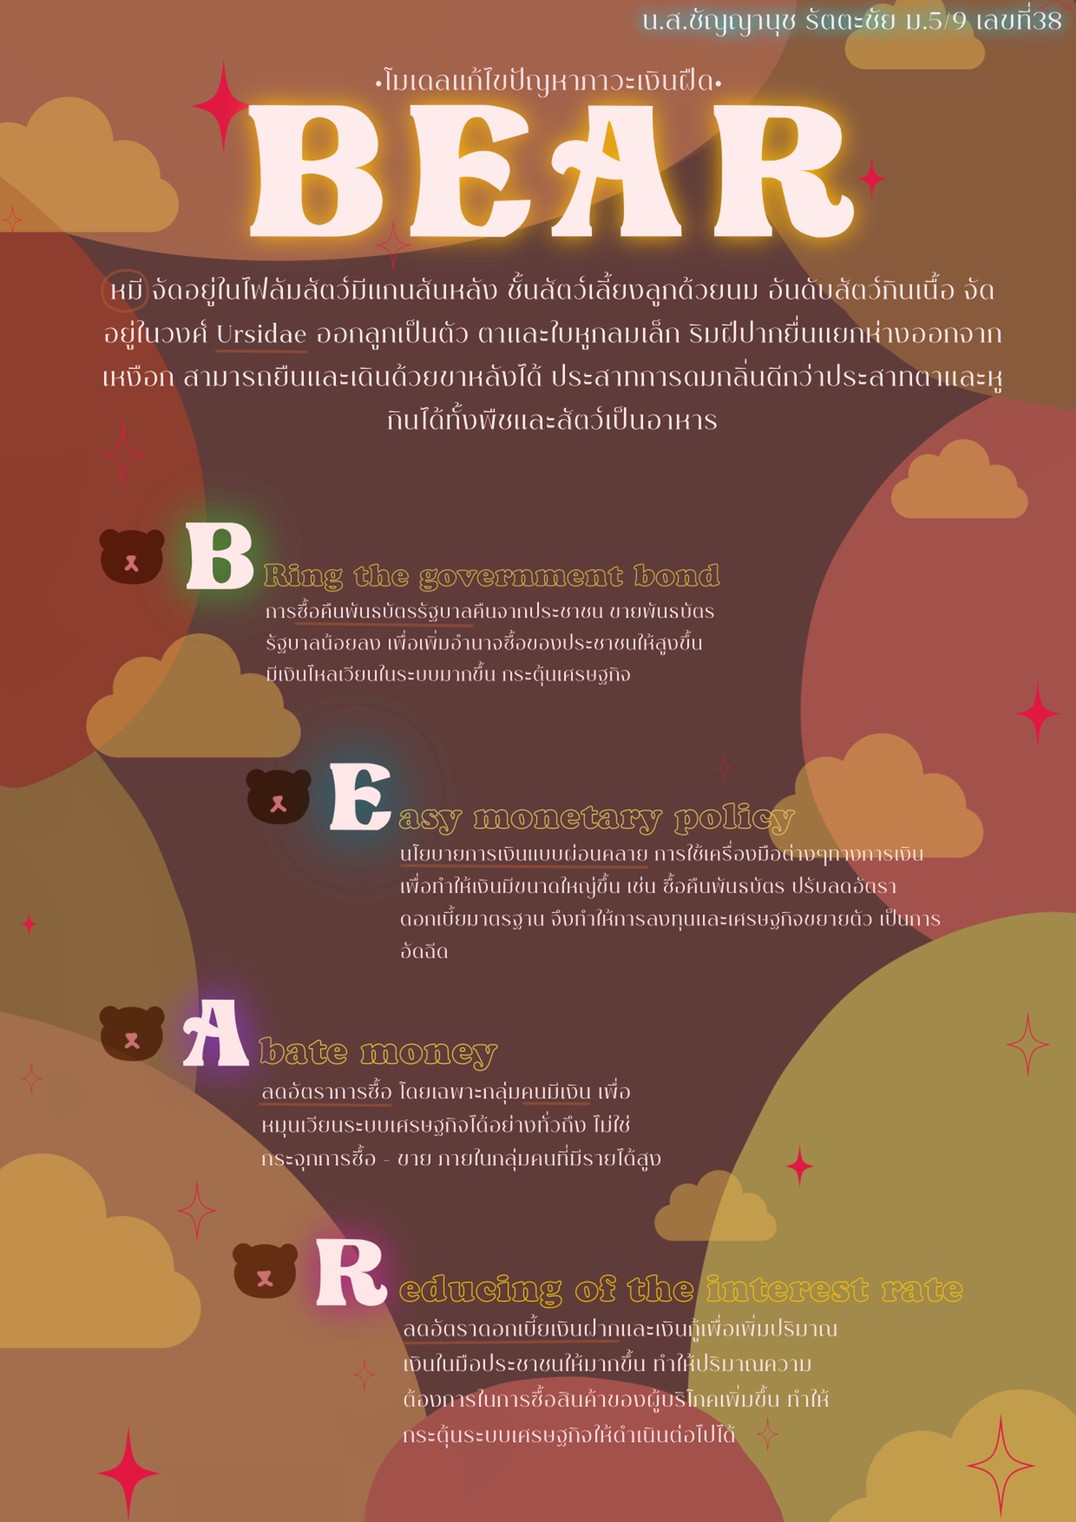 น.ส.ชัญญานุช รัตตะชัย ม.5/9 เลขที่38
•โมเดลแก้ไขปัญหาภาวะเงินฝืด•
BEAR
หมี จัดอยู่ในไฟลัมสัตว์มีแกนสันหลัง ชั้นสัตว์เลี้ยงลูกด้วยนม อันดับสัตว์กินเนื้อ จัด
อยู่ในวงศ์ Ursidae ออกลูกเป็นตัว ตาและใบหูกลมเล็ก ริมฝีปากยื่นแยกห่างออกจาก
เหงือก สามารถยืนและเดินด้วยขาหลังได้ ประสาทการดมกลิ่นดีกว่าประสาทตาและหู
กินได้ทั้งพืชและสัตว์เป็นอาหาร
BRing the government bond
การซื้อคืนพันธบัตรรัฐบาลคืนจากประชาชน ขายพันธบัตร
รัฐบาลน้อยลง เพื่อเพิ่มอำนาจซื้อของประชาชนให้สูงขึ้น
มีเงินไหลเวียนในระบบมากขึ้น กระตุ้นเศรษฐกิจ
Easy monetary policy
นโยบายการเงินแบบผ่อนคลาย การใช้เครื่องมือต่างๆทางการเงิน
เพื่อทำให้เงินมีขนาดใหญ่ขึ้น เช่น ซื้อคืนพันธบัตร ปรับลดอัตรา
ดอกเบี้ยมาตรฐาน จึงทำให้การลงทุนและเศรษฐกิจขยายตัว เป็นการ
อัดฉีด
Abate money
ลดอัตราการซื้อ โดยเฉพาะกลุ่มคนมีเงิน เพื่อ
หมุนเวียนระบบเศรษฐกิจได้อย่างทั่วถึง ไม่ใช่
กระจุกการซื้อ - ขาย ภายในกลุ่มคนที่มีรายได้สูง
Reducing of the interest rate
ลดอัตราดอกเบี้ยเงินฝากและเงินกู้เพื่อเพิ่มปริมาณ
เงินในมือประชาชนให้มากขึ้น ทำให้ปริมาณความ
ต้องการในการซื้อสินค้าของผู้บริโภคเพิ่มขึ้น ทำให้
กระตุ้นระบบเศรษฐกิจให้ดำเนินต่อไปได้